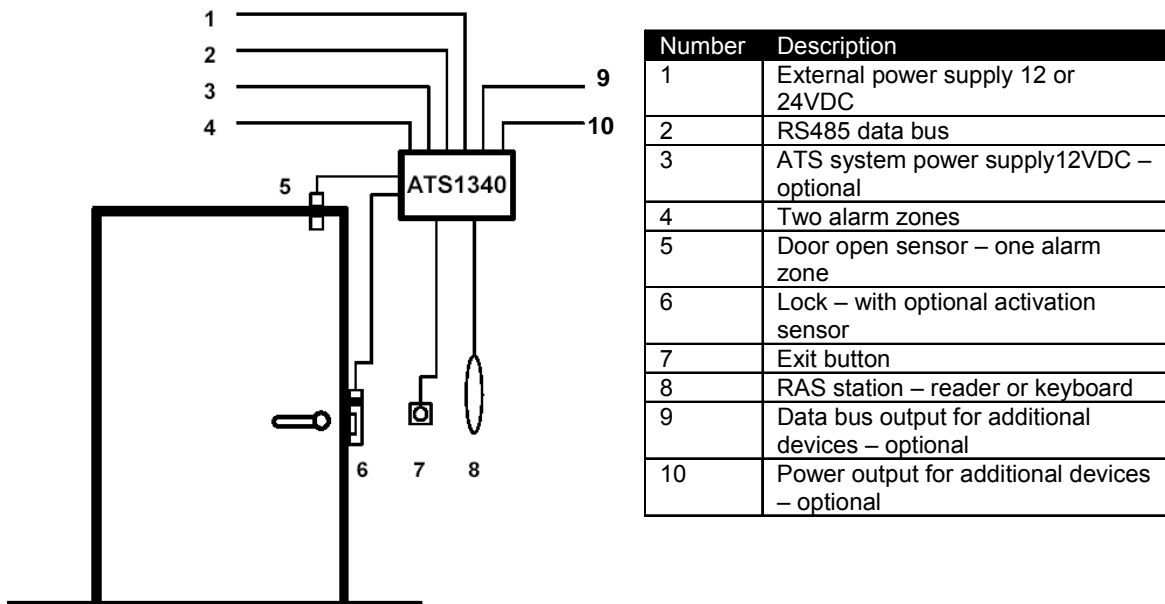 1
2
3
4
9
10
5
ATS1340
6
7
8
Number Description
1 External power supply 12 or
24VDC
2 RS485 data bus
3 ATS system power supply12VDC –
optional
4 Two alarm zones
5 Door open sensor – one alarm
zone
6 Lock – with optional activation
sensor
7 Exit button
8 RAS station – reader or keyboard
9 Data bus output for additional
devices – optional
10 Power output for additional devices
– optional